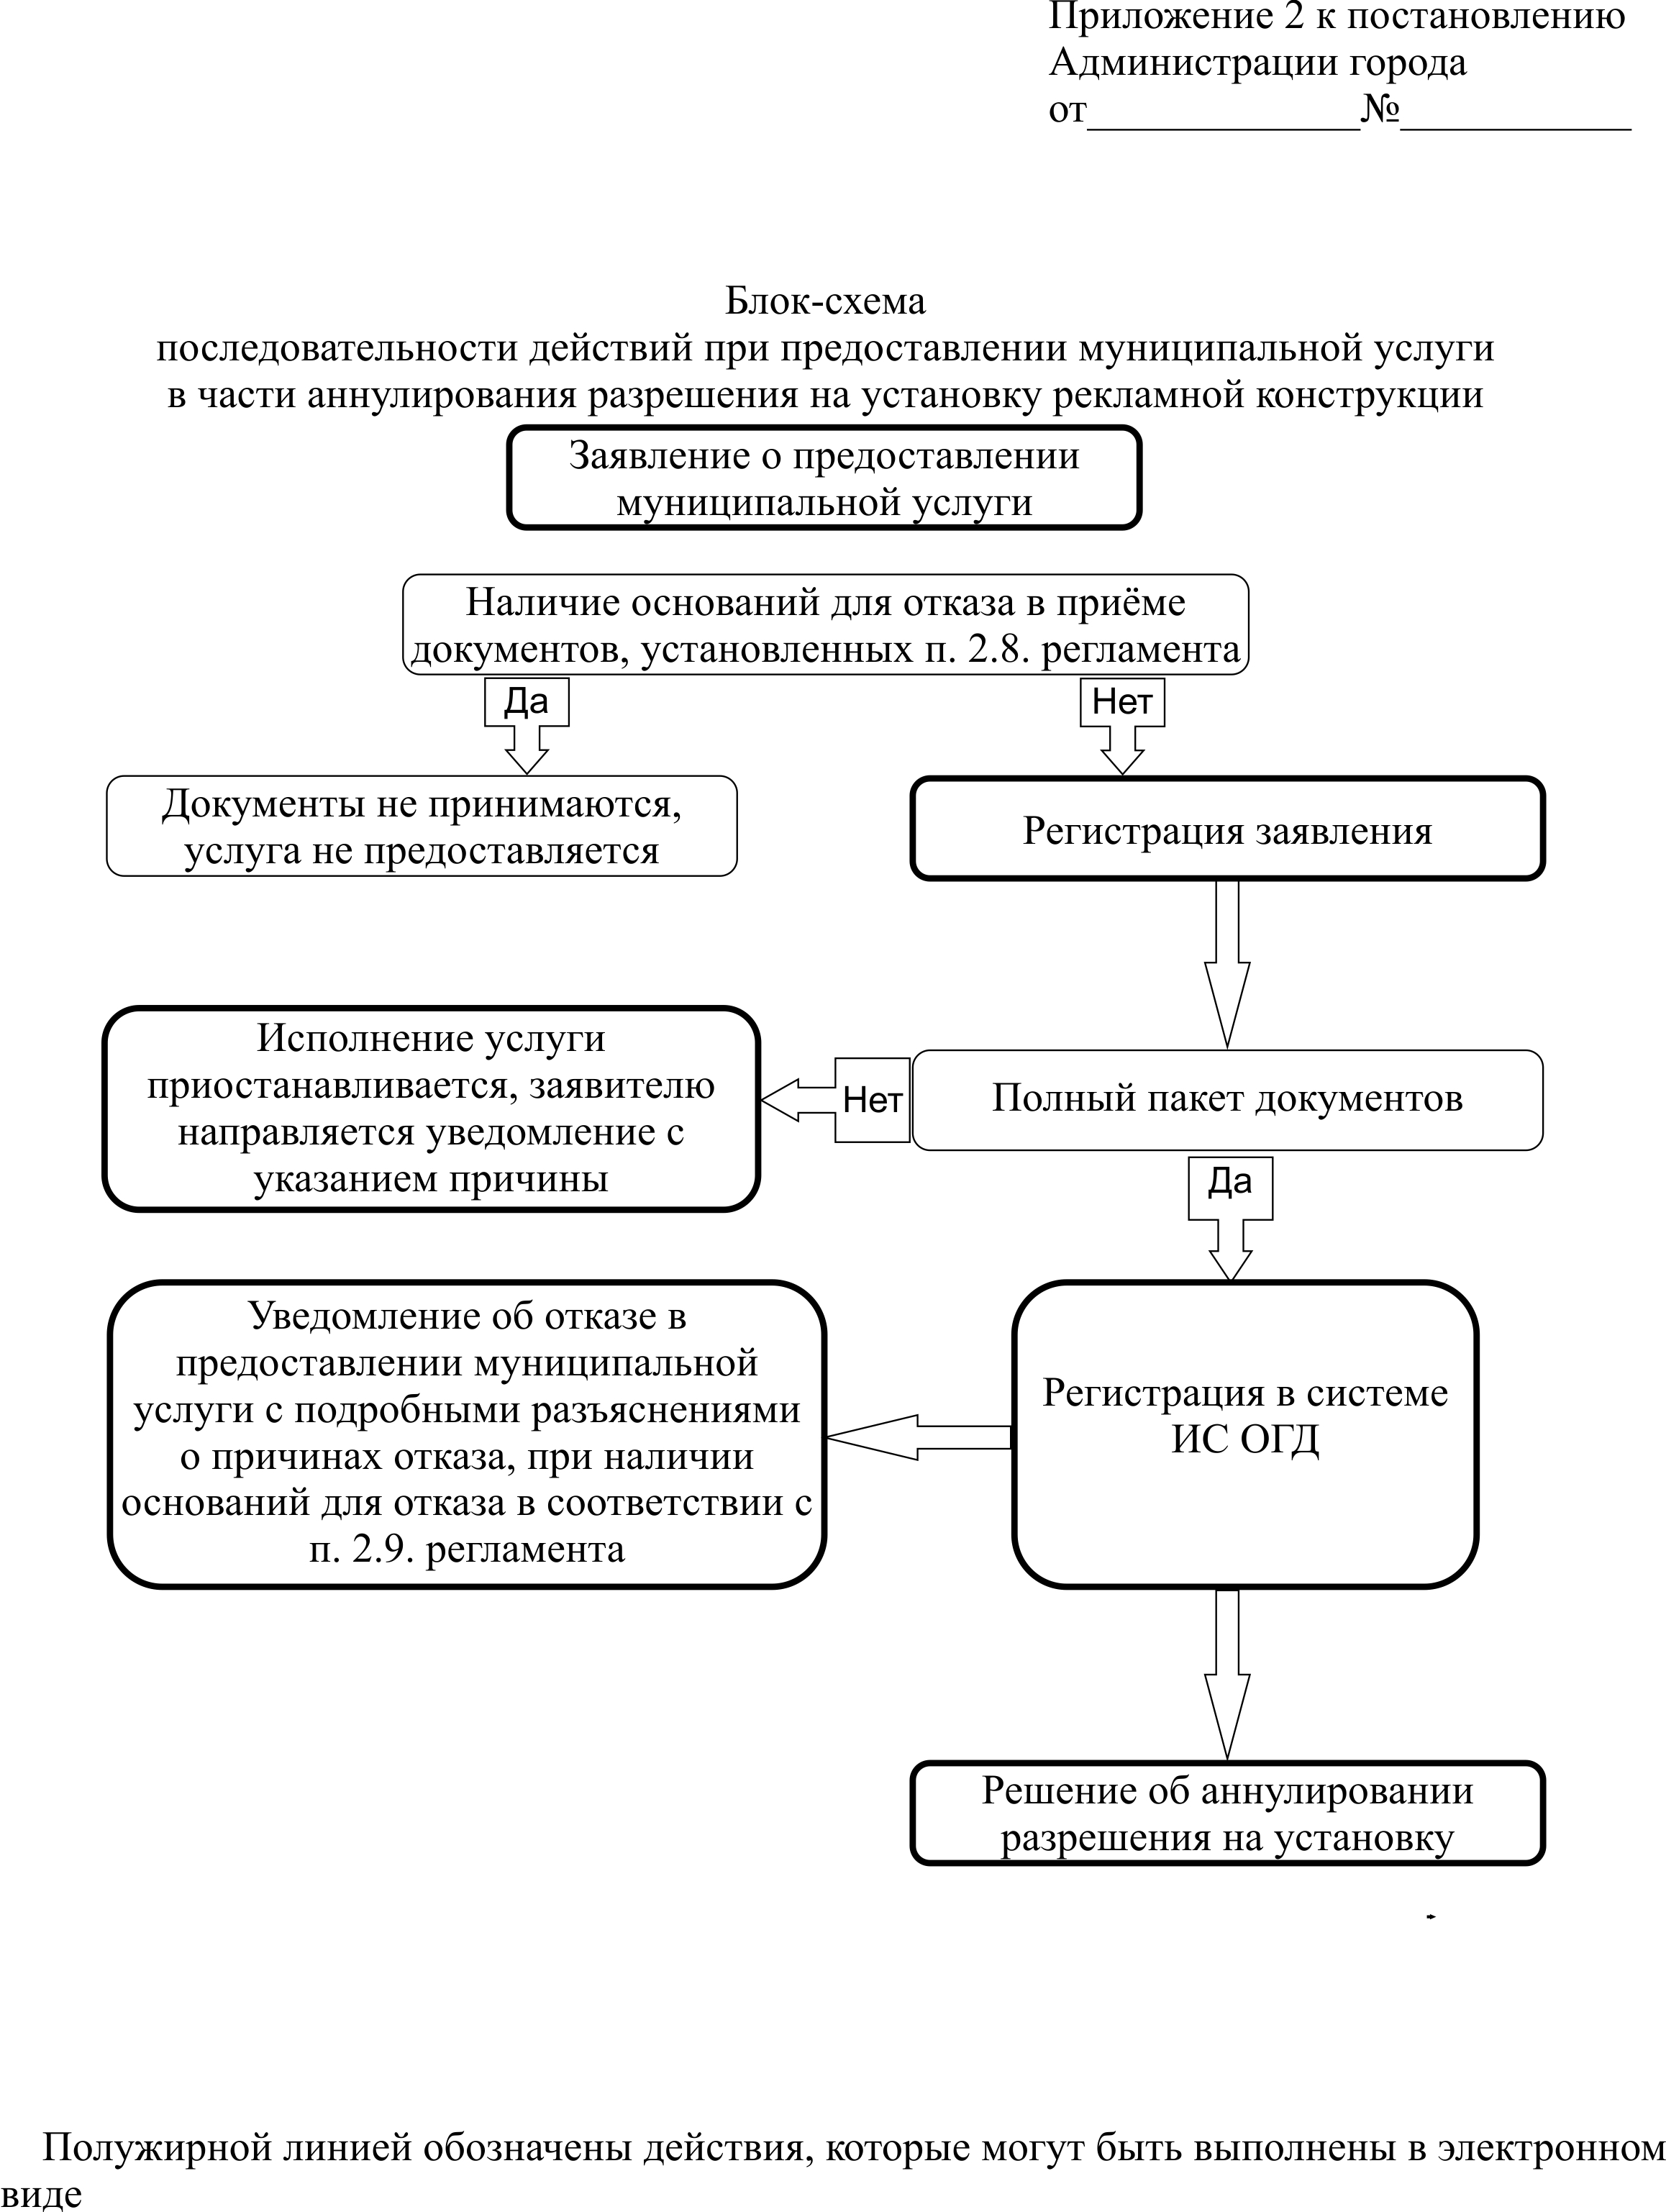 Приложение 2 к постановлению
Администрации города
от_____________№___________
Блок-схема
последовательности действий при предоставлении муниципальной услуги
в части аннулирования разрешения на установку рекламной конструкции
Заявление о предоставлении
муниципальной услуги
Наличие оснований для отказа в приёме
документов, установленных п. 2.8. регламента
Да
Нет
Документы не принимаются,
услуга не предоставляется
Регистрация заявления
Исполнение услуги
приостанавливается, заявителю
направляется уведомление с
указанием причины
Нет
Полный пакет документов
Да
Уведомление об отказе в
предоставлении муниципальной
услуги с подробными разъяснениями
о причинах отказа, при наличии
оснований для отказа в соответствии с
п. 2.9. регламента
Регистрация в системе
ИС ОГД
Решение об аннулировании
разрешения на установку
Полужирной линией обозначены действия, которые могут быть выполнены в электронном
виде